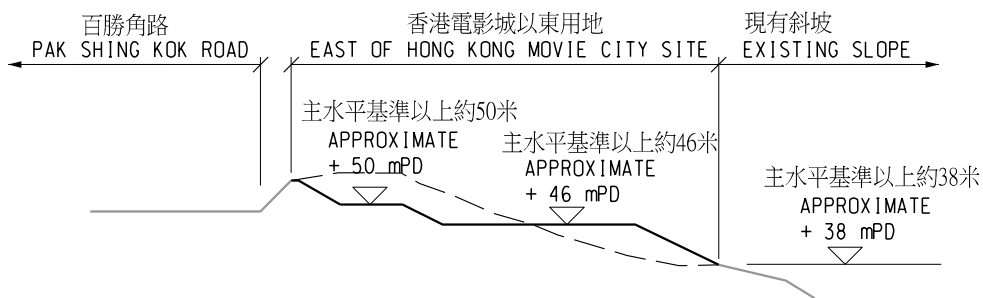 百勝角路
PAK SHING KOK ROAD
香港電影城以東用地
EAST OF HONG KONG MOVIE CITY SITE
現有斜坡
EXISTING SLOPE
主水平基準以上約50米
APPROXIMATE
+ 50 mPD
主水平基準以上約46米
APPROXIMATE
+ 46 mPD
主水平基準以上約38米
APPROXIMATE
+ 38 mPD